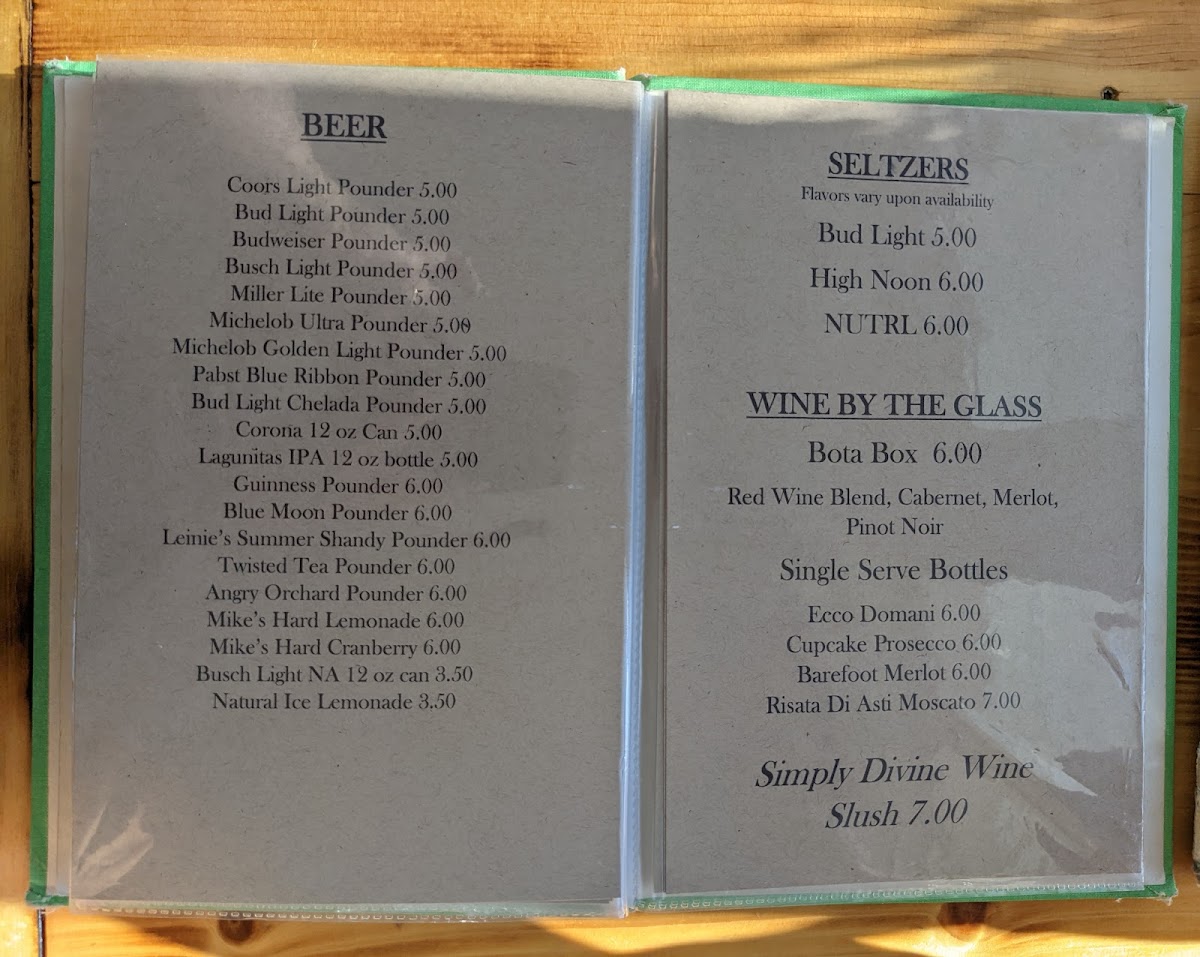 BEER
Coors Light Pounder 5.00
Bud Light Pounder 5.00
Budweiser Pounder 5.00
Busch Light Pounder 5.00
Miller Lite Pounder 5.00
Michelob Ultra Pounder 5.00
Michelob Golden Light Pounder 5.00
Pabst Blue Ribbon Pounder 5.00
Bud Light Chelada Pounder 5.00
Corona 12 oz Can 5.00
Lagunitas IPA 12 oz bottle 5.00
Guinness Pounder 6.00
Blue Moon Pounder 6.00
Leinie's Summer Shandy Pounder 6.00
Twisted Tea Pounder 6.00
Angry Orchard Pounder 6.00
Mike's Hard Lemonade 6.00
Mike's Hard Cranberry 6.00
Busch Light NA 12 oz can 3.50
Natural Ice Lemonade 3.50
SELTZERS
Flavors vary upon availability
Bud Light 5.00
High Noon 6.00
NUTRL 6.00
WINE BY THE GLASS
Bota Box 6.00
Red Wine Blend, Cabernet, Merlot,
Pinot Noir
Single Serve Bottles
Ecco Domani 6.00
Cupcake Prosecco 6.00
Barefoot Merlot 6.00
Risata Di Asti Moscato 7.00
Simply Divine Wine
Slush 7.00